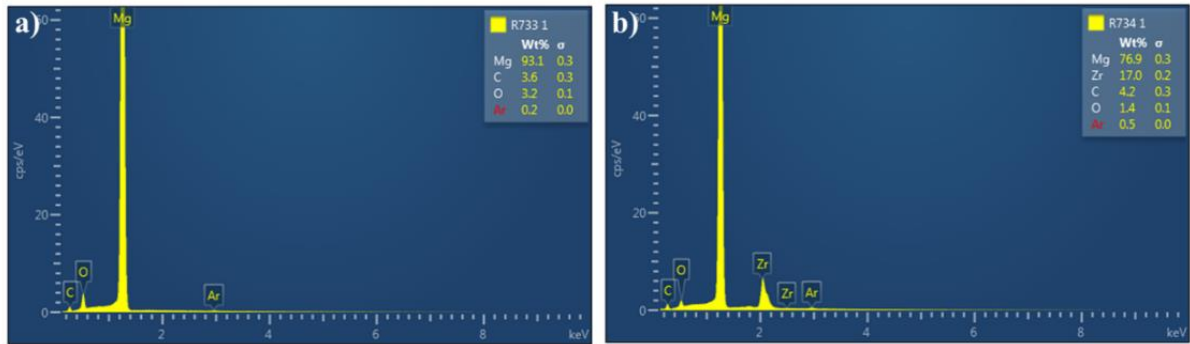 a)
R733 1
Wt% σ
Mg 93.1 0.3
C 3.6 0.3
O 3.2 0.1
Ar 0.2 0.0
60
40
20
0
cps/eV
Mg
C
O
Ar
2
4
6
8
keV
b)
R734 1
Wt% σ
Mg 76.9 0.3
Zr 17.0 0.2
C 4.2 0.3
O 1.4 0.1
Ar 0.5 0.0
60
40
20
0
cps/eV
Mg
C
O
Zr
Zr
Ar
2
4
6
8
keV